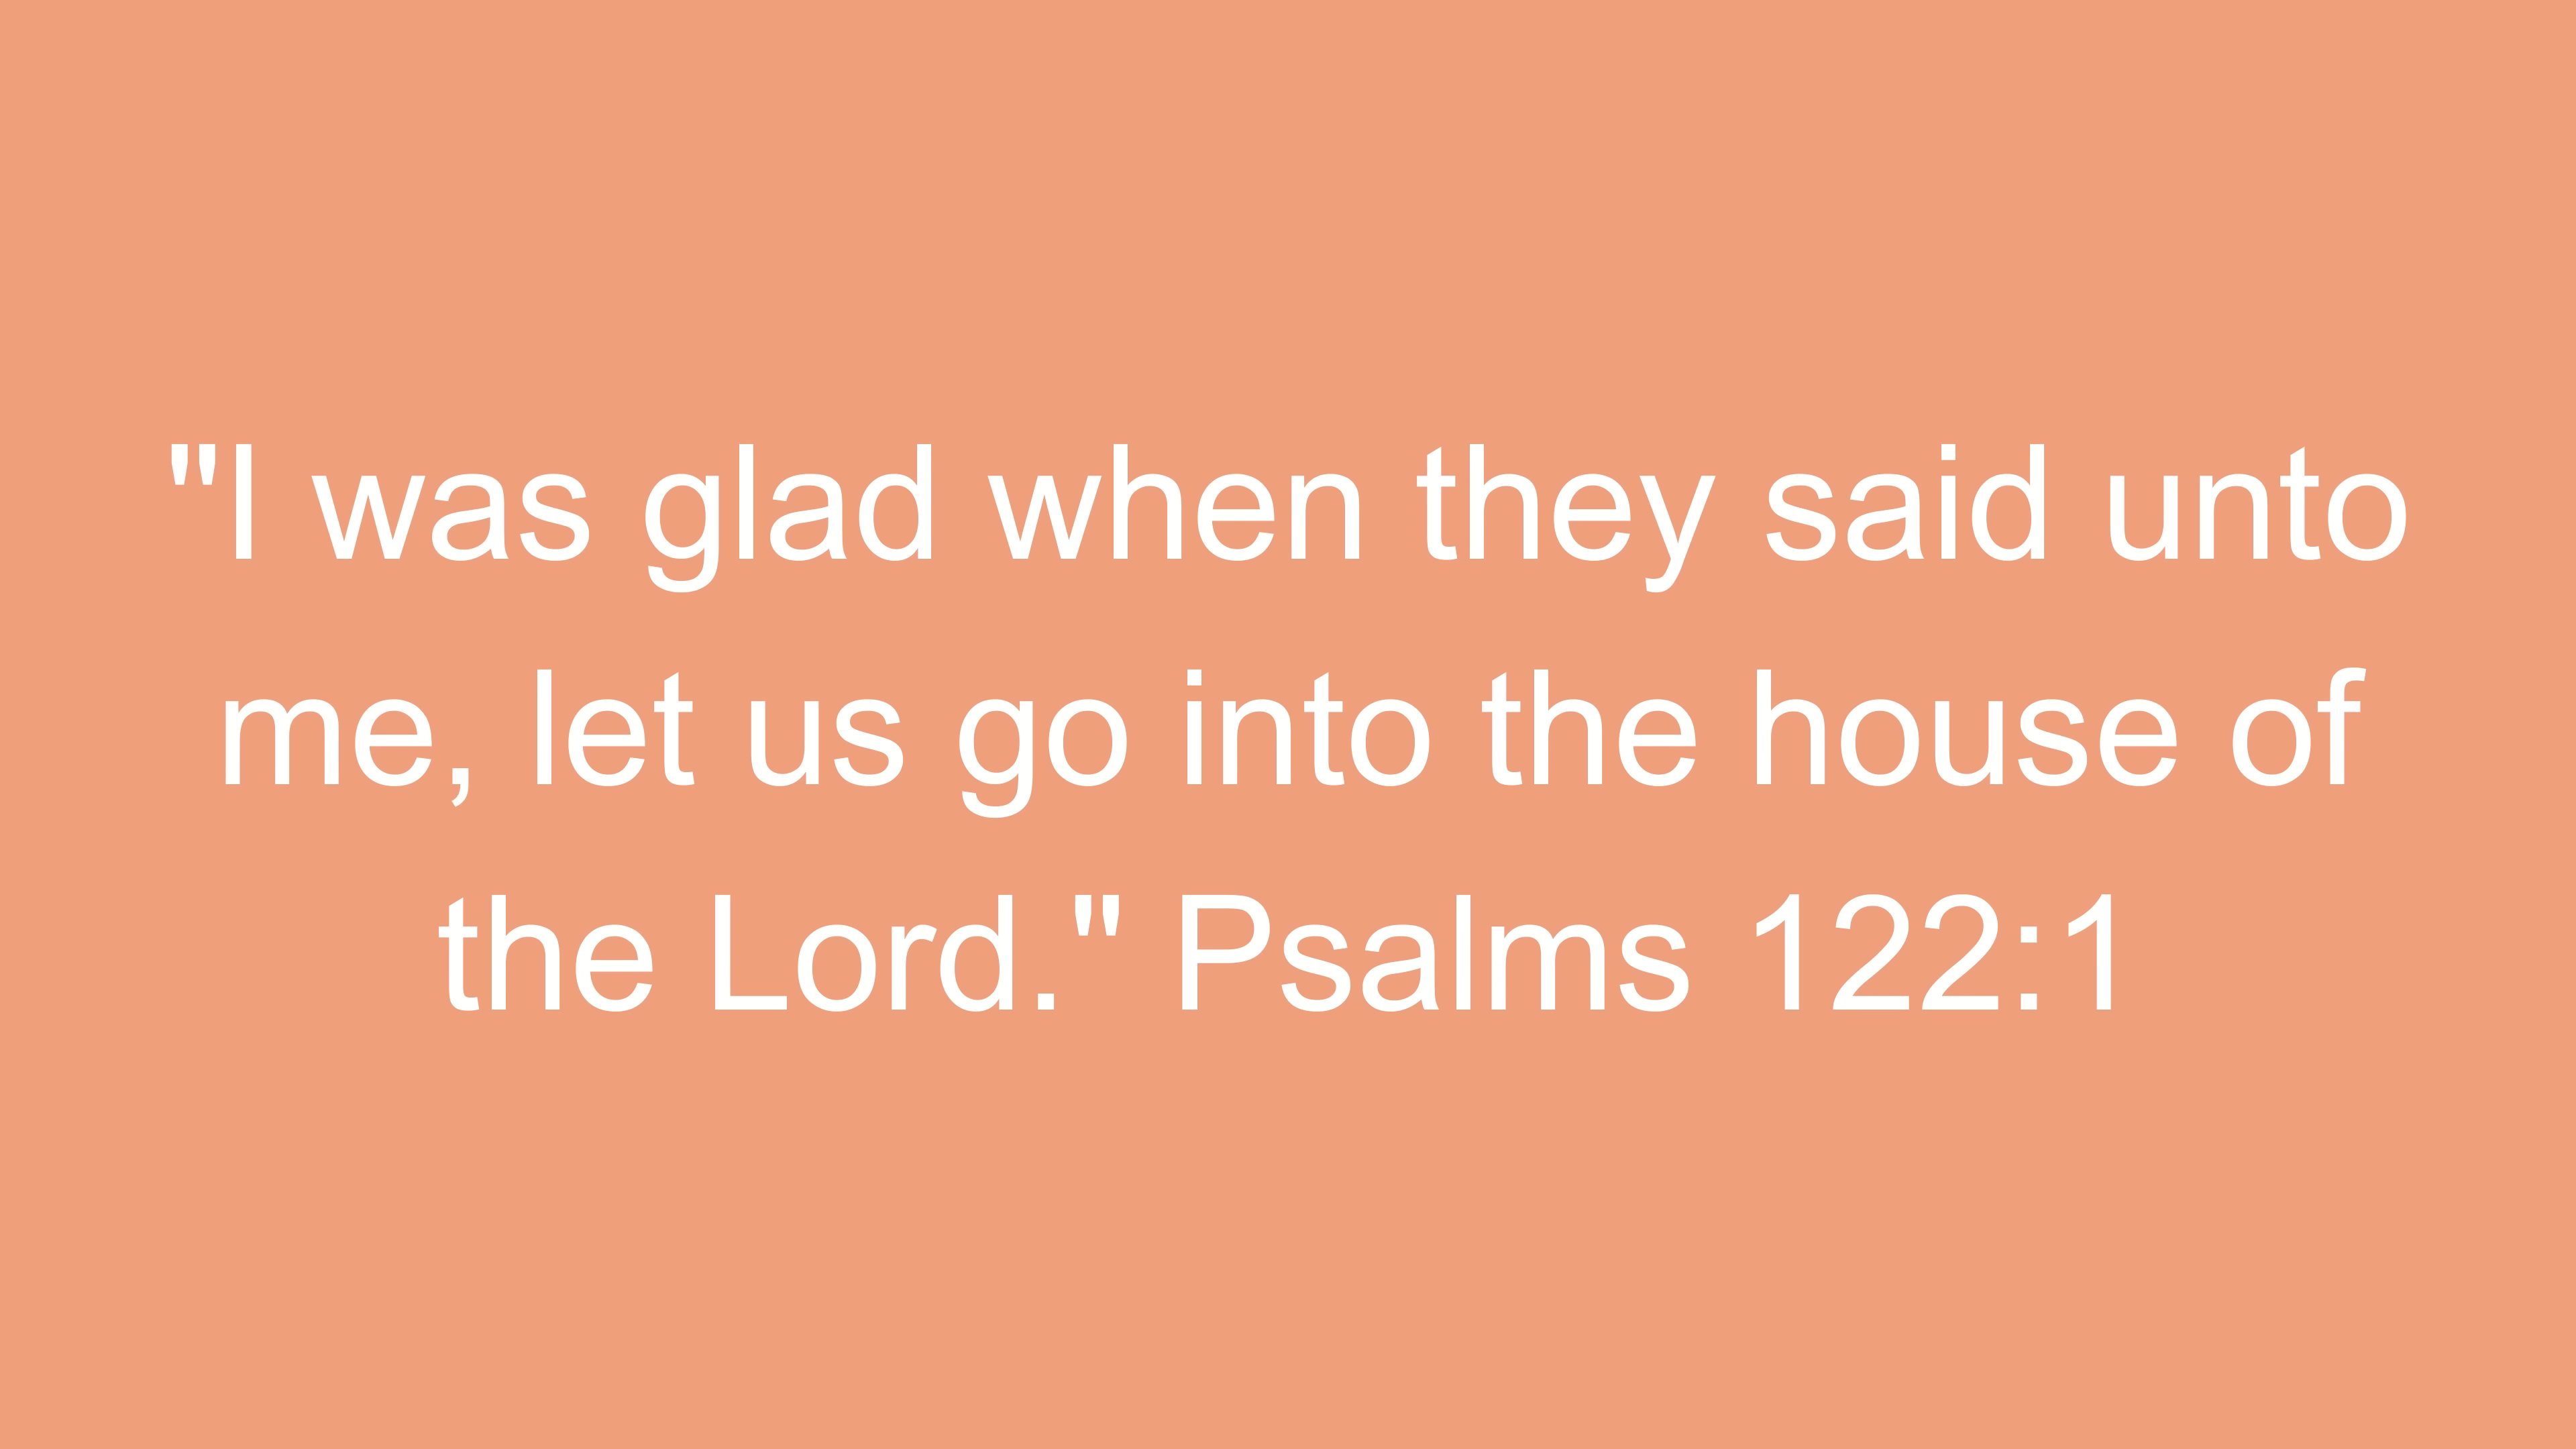 "I was glad when they said unto
me, let us go into the house of
the Lord." Psalms 122:1